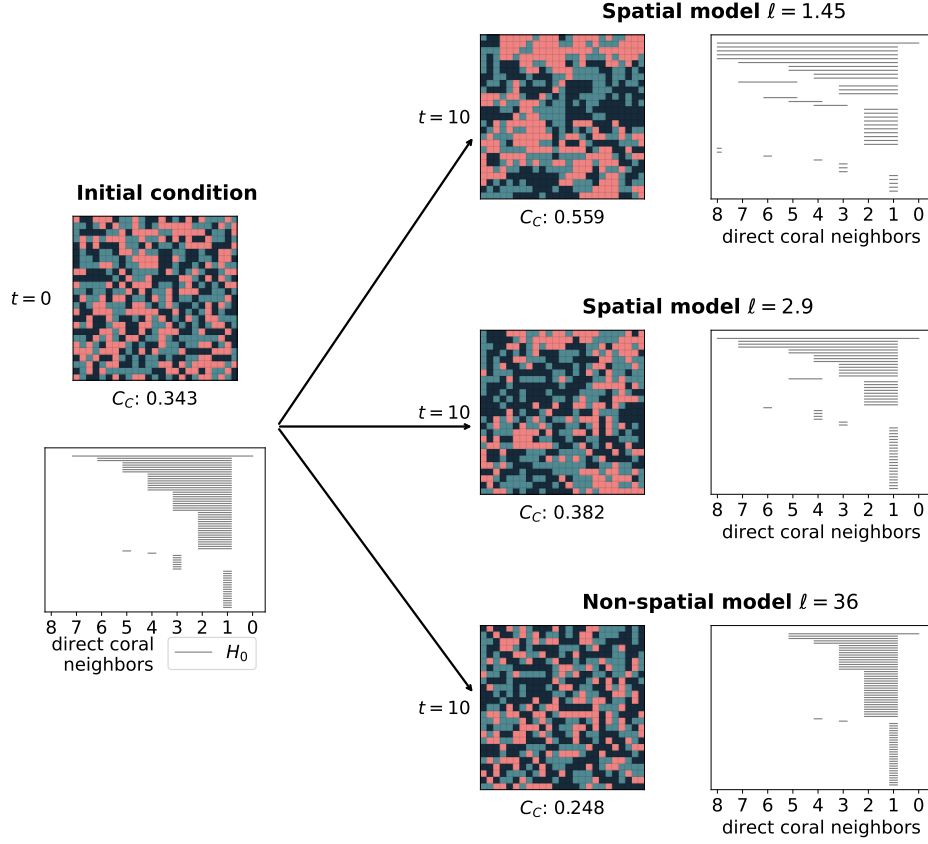 Spatial model ℓ = 1.45
t = 10
C_C: 0.559
8 7 6 5 4 3 2 1 0
direct coral neighbors
Initial condition
t = 0
C_C: 0.343
8 7 6 5 4 3 2 1 0
direct coral
neighbors
H_0
Spatial model ℓ = 2.9
t = 10
C_C: 0.382
8 7 6 5 4 3 2 1 0
direct coral neighbors
Non-spatial model ℓ = 36
t = 10
C_C: 0.248
8 7 6 5 4 3 2 1 0
direct coral neighbors